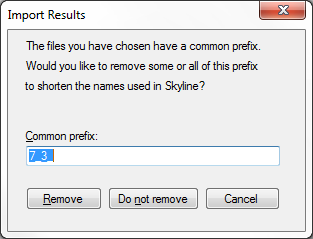 Import Results
The files you have chosen have a common prefix.
Would you like to remove some or all of this prefix
to shorten the names used in Skyline?
Common prefix:
7_3_
Remove Do not remove Cancel